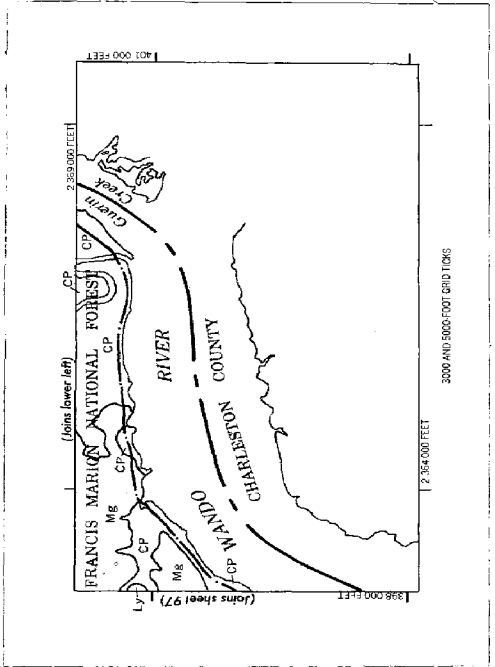 401 000 FEET
2 369 000 FEET
Guerin
Creek
CP
CP
(Joins lower left)
FRANCIS MARION NATIONAL FOREST
CP
CP
Mg
CP
Mg
CP
Ly
WANDO
RIVER
CHARLESTON
COUNTY
(Joins sheet 97)
398 000 FEET
2 364 000 FEET
3000 AND 5000-FOOT GRID TICKS